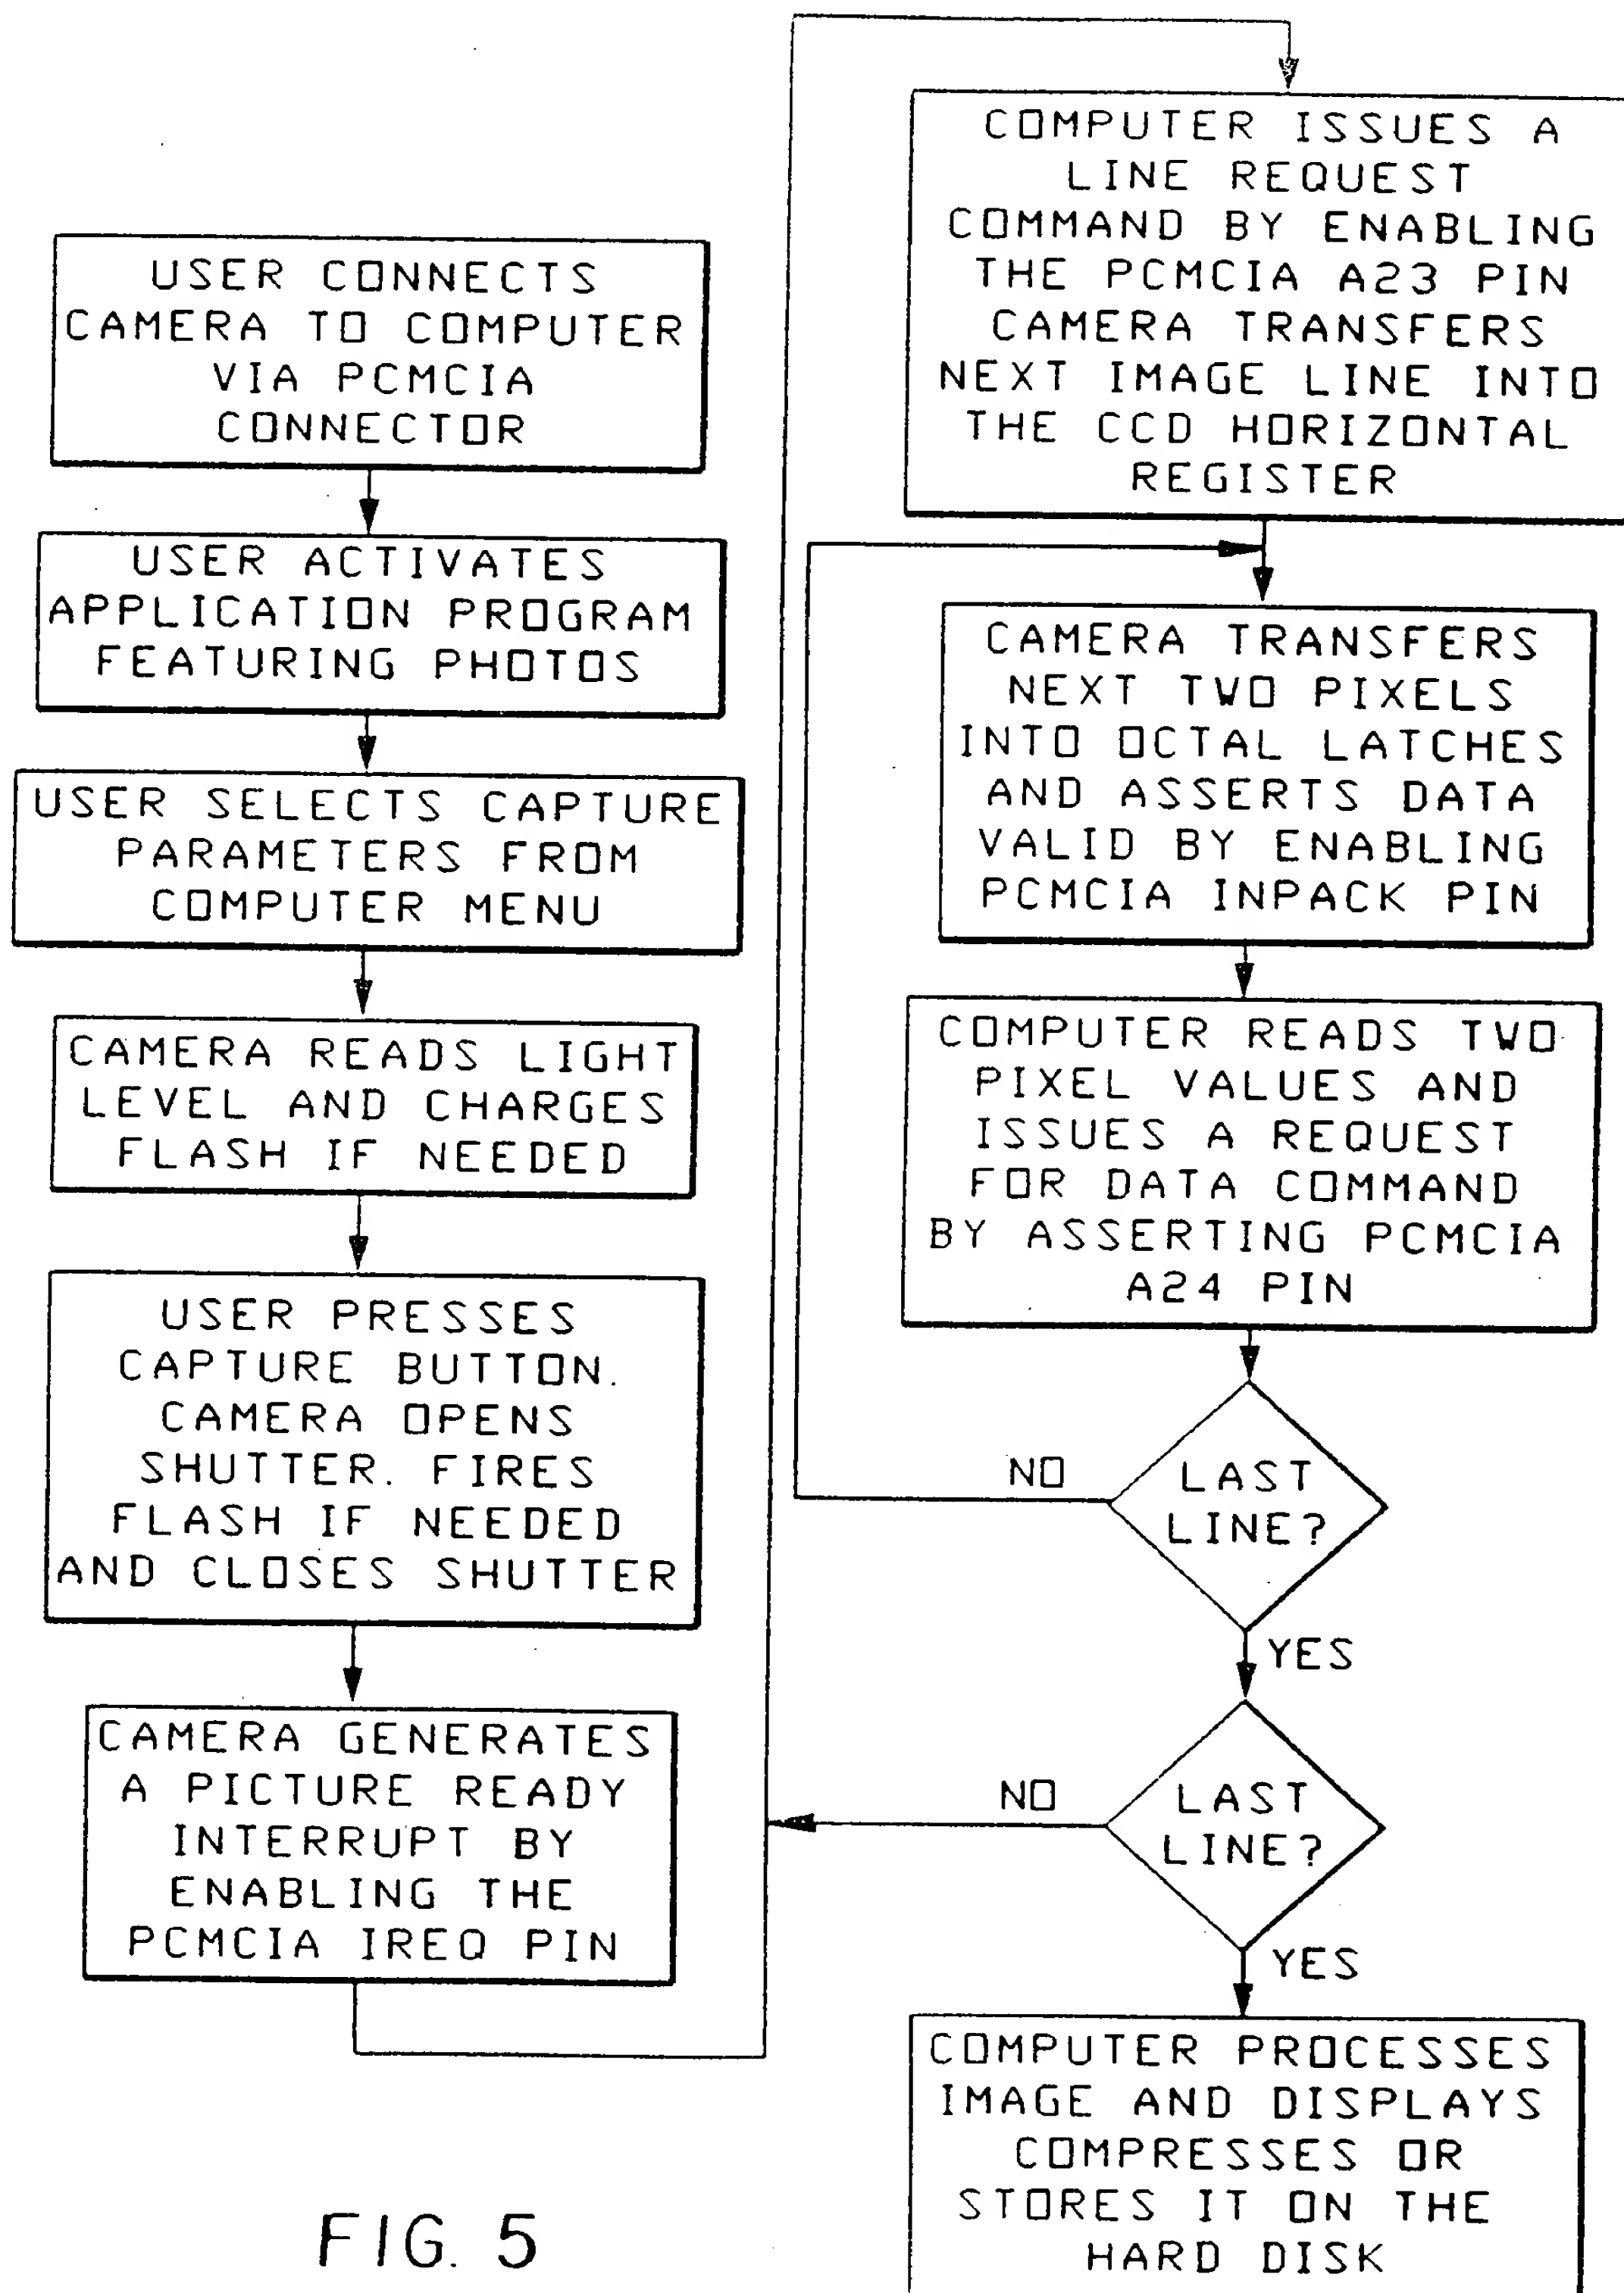 USER CONNECTS
CAMERA TO COMPUTER
VIA PCMCIA
CONNECTOR
USER ACTIVATES
APPLICATION PROGRAM
FEATURING PHOTOS
USER SELECTS CAPTURE
PARAMETERS FROM
COMPUTER MENU
CAMERA READS LIGHT
LEVEL AND CHARGES
FLASH IF NEEDED
USER PRESSES
CAPTURE BUTTON.
CAMERA OPENS
SHUTTER. FIRES
FLASH IF NEEDED
AND CLOSES SHUTTER
CAMERA GENERATES
A PICTURE READY
INTERRUPT BY
ENABLING THE
PCMCIA IREQ PIN
COMPUTER ISSUES A
LINE REQUEST
COMMAND BY ENABLING
THE PCMCIA A23 PIN
CAMERA TRANSFERS
NEXT IMAGE LINE INTO
THE CCD HORIZONTAL
REGISTER
CAMERA TRANSFERS
NEXT TWO PIXELS
INTO OCTAL LATCHES
AND ASSERTS DATA
VALID BY ENABLING
PCMCIA INPACK PIN
COMPUTER READS TWO
PIXEL VALUES AND
ISSUES A REQUEST
FOR DATA COMMAND
BY ASSERTING PCMCIA
A24 PIN
NO
LAST
LINE?
YES
NO
LAST
LINE?
YES
COMPUTER PROCESSES
IMAGE AND DISPLAYS
COMPRESSES OR
STORES IT ON THE
HARD DISK
FIG. 5